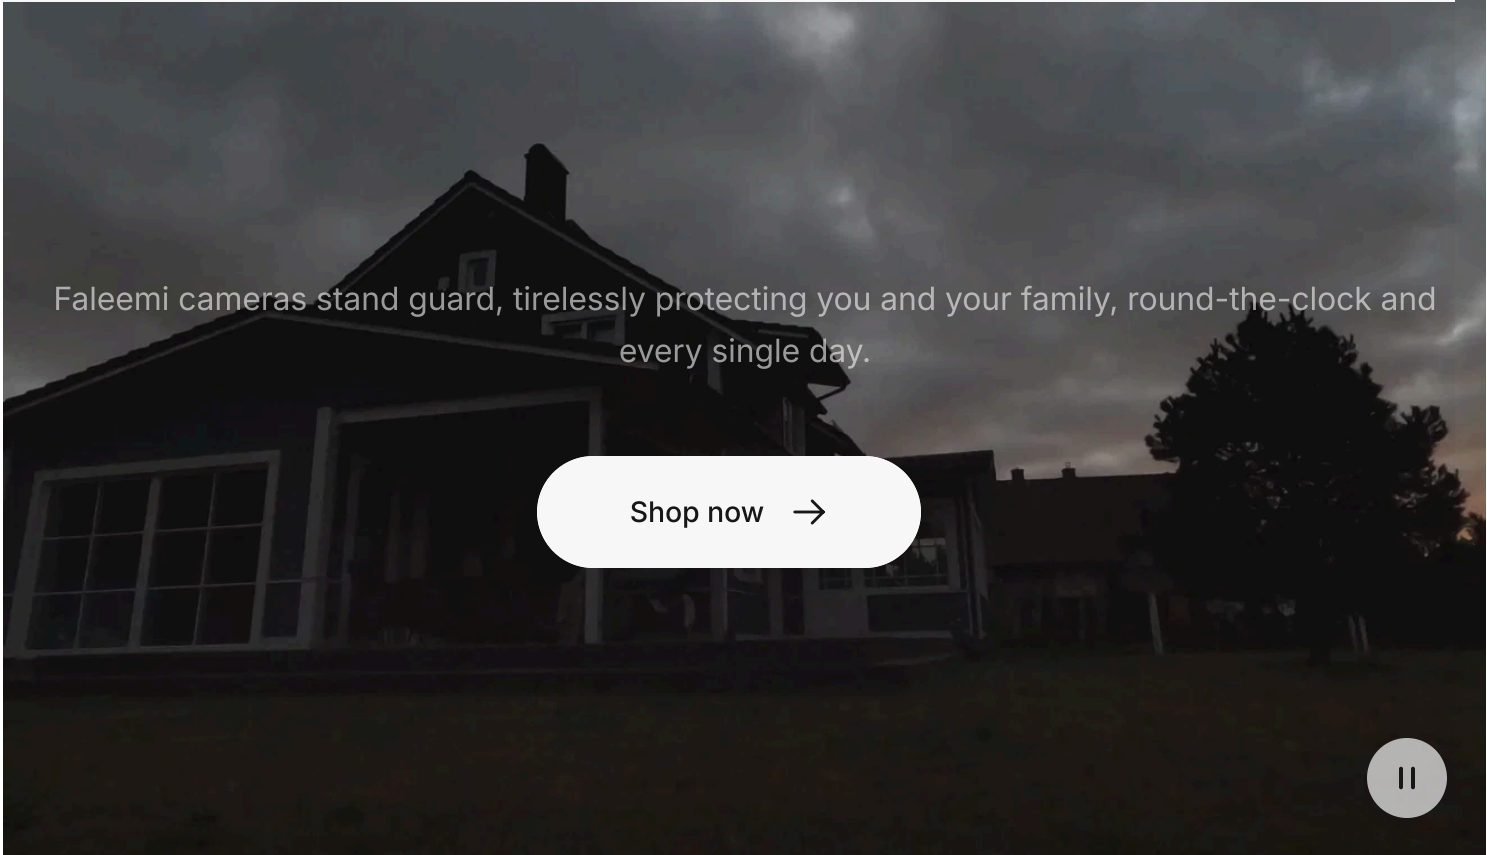 Faleemi cameras stand guard, tirelessly protecting you and your family, round-the-clock and
every single day.
Shop now